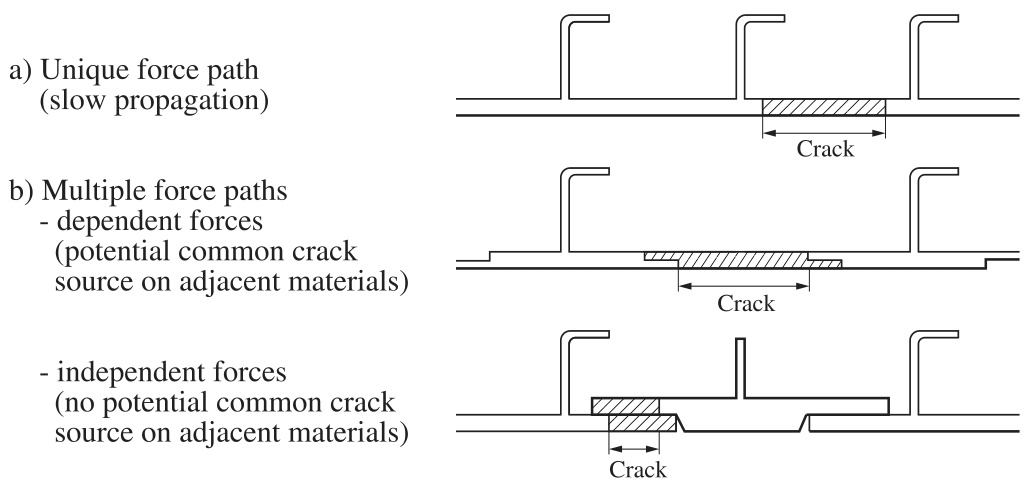 a) Unique force path
(slow propagation)
Crack
b) Multiple force paths
- dependent forces
(potential common crack
source on adjacent materials)
Crack
- independent forces
(no potential common crack
source on adjacent materials)
Crack